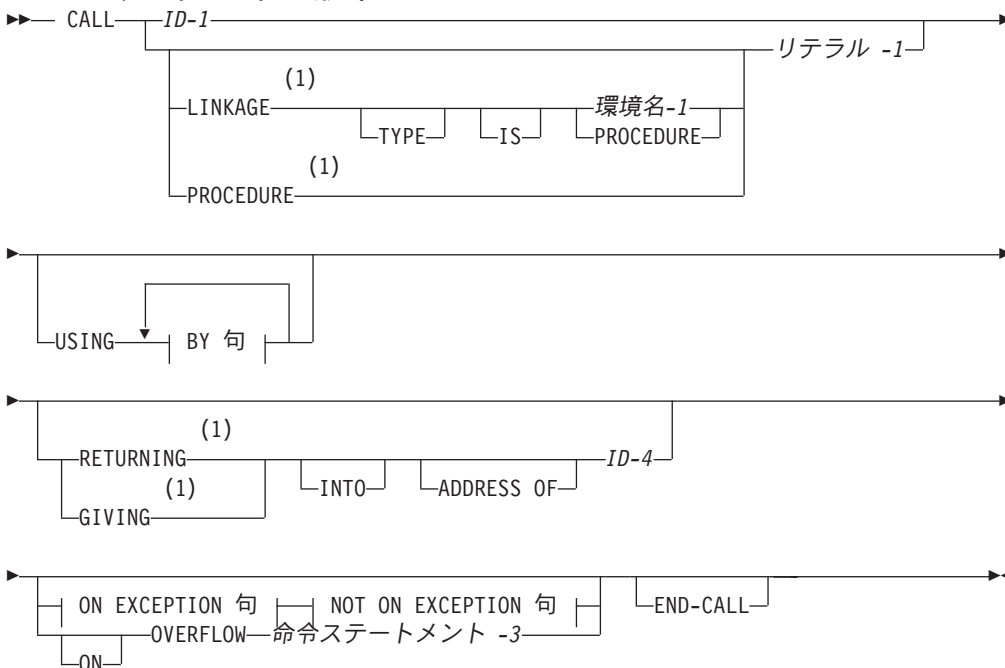 CALL ID-1
リテラル -1
(1)
LINKAGE 環境名-1
TYPE IS PROCEDURE
(1)
PROCEDURE
USING BY 句
(1)
RETURNING ID-4
(1) INTO ADDRESS OF
GIVING
ON EXCEPTION 句 NOT ON EXCEPTION 句 END-CALL
OVERFLOW 命令ステートメント -3
ON